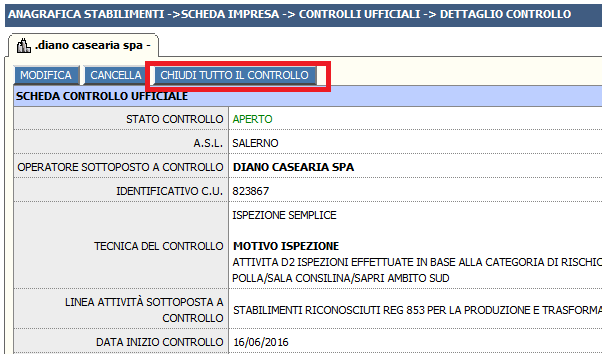 ANAGRAFICA STABILIMENTI ->SCHEDA IMPRESA -> CONTROLLI UFFICIALI -> DETTAGLIO CONTROLLO
.diano casearia spa -
MODIFICA CANCELLA CHIUDI TUTTO IL CONTROLLO
SCHEDA CONTROLLO UFFICIALE
STATO CONTROLLO APERTO
A.S.L. SALERNO
OPERATORE SOTTOPOSTO A CONTROLLO DIANO CASEARIA SPA
IDENTIFICATIVO C.U. 823867
ISPEZIONE SEMPLICE
TECNICA DEL CONTROLLO MOTIVO ISPEZIONE
ATTIVITA D2 ISPEZIONI EFFETTUATE IN BASE ALLA CATEGORIA DI RISCHIO
POLLA/SALA CONSILINA/SAPRI AMBITO SUD
LINEA ATTIVITÀ SOTTOPOSTA A
CONTROLLO STABILIMENTI RICONOSCIUTI REG 853 PER LA PRODUZIONE E TRASFORMA
DATA INIZIO CONTROLLO 16/06/2016